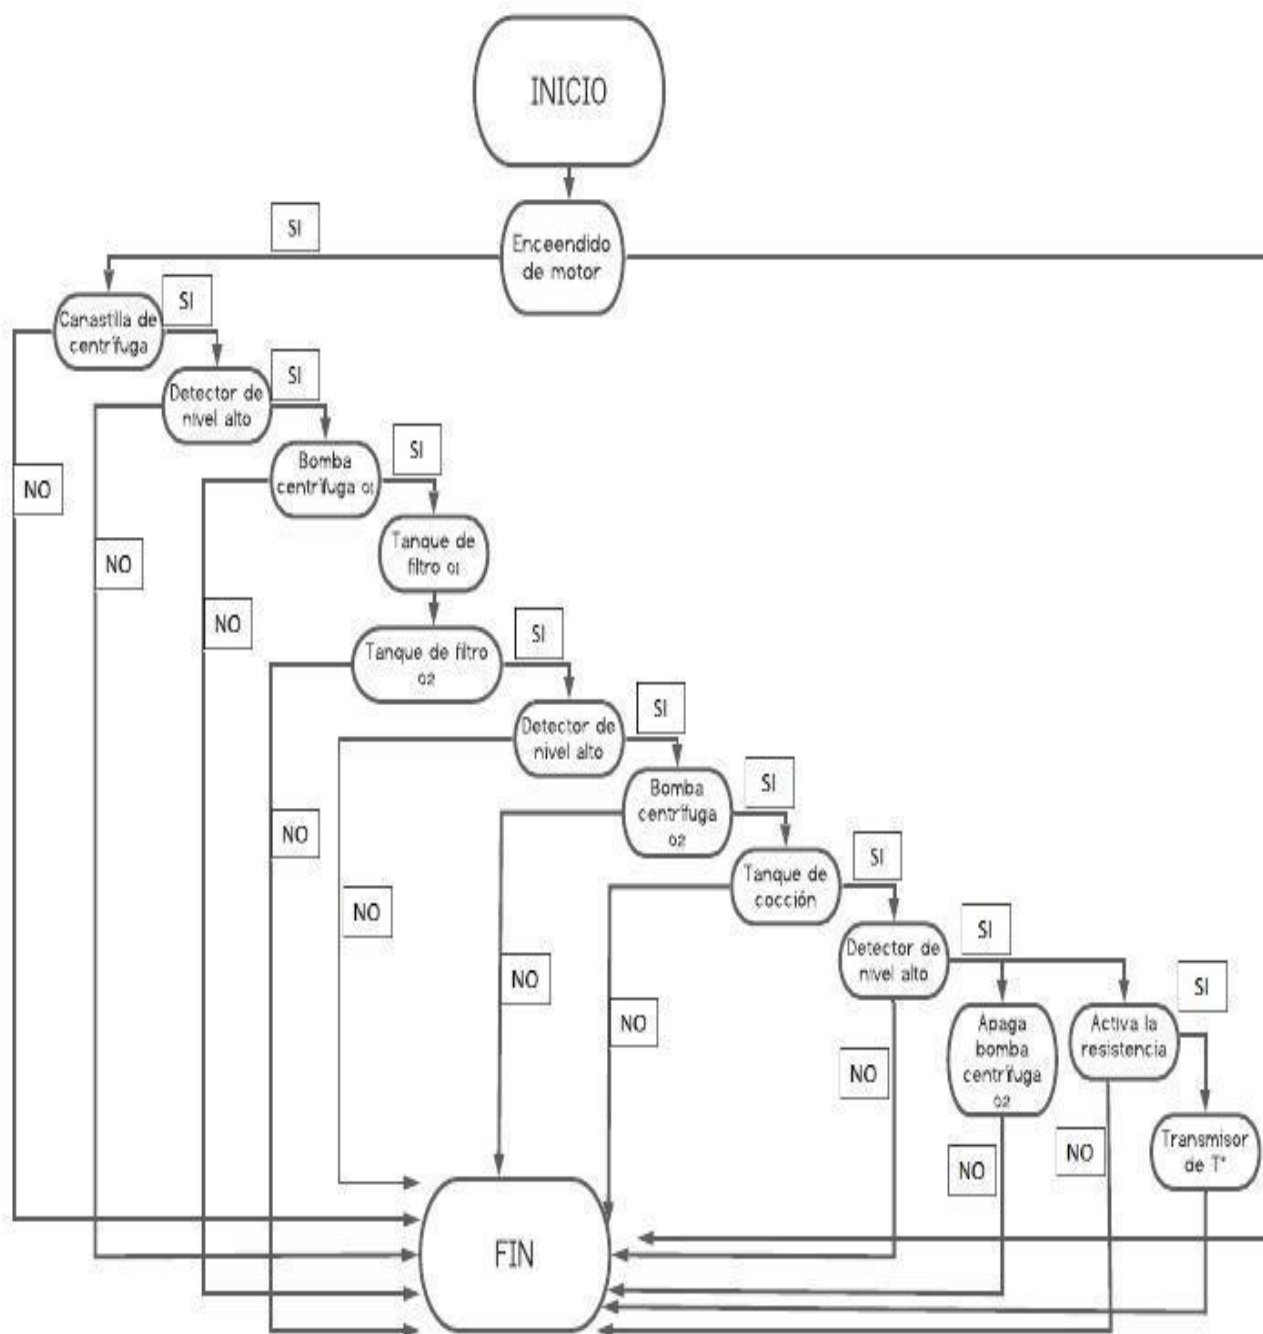 INICIO
SI
Enceendido
de motor
SI
Canastilla de
centrífuga
SI
Detector de
nivel alto
SI
Bomba
centrífuga 01
NO
NO
Tanque de
filtro 01
NO
SI
Tanque de filtro
02
SI
Detector de
nivel alto
SI
Bomba
centrífuga
02
NO
SI
Tanque de
cocción
NO
SI
Detector de
nivel alto
NO
SI
Apaga
bomba
centrífuga
02
Activa la
resistencia
NO
NO
Transmisor
de T°
NO
NO
FIN